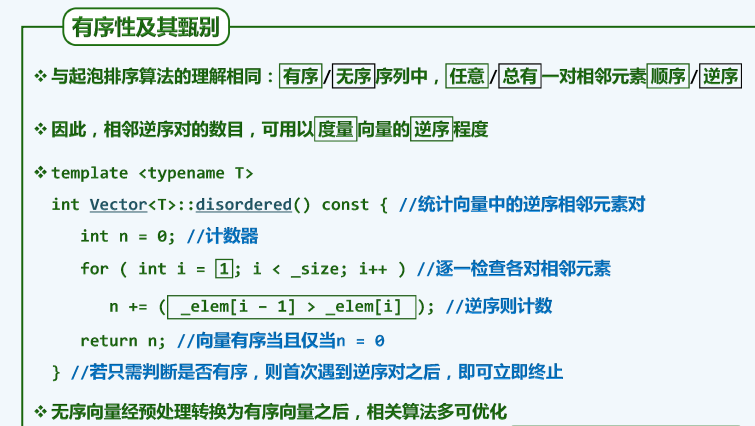 有序性及其甄别
❖ 与起泡排序算法的理解相同：有序/无序序列中，任意/总有一对相邻元素顺序/逆序
❖ 因此，相邻逆序对的数目，可用以度量向量的逆序程度
❖ template <typename T>
int Vector<T>::disordered() const { //统计向量中的逆序相邻元素对
int n = 0; //计数器
for ( int i = 1; i < _size; i++ ) //逐一检查各对相邻元素
n += ( _elem[i - 1] > _elem[i] ); //逆序则计数
return n; //向量有序当且仅当n = 0
} //若只需判断是否有序，则首次遇到逆序对之后，即可立即终止
❖ 无序向量经预处理转换为有序向量之后，相关算法多可优化